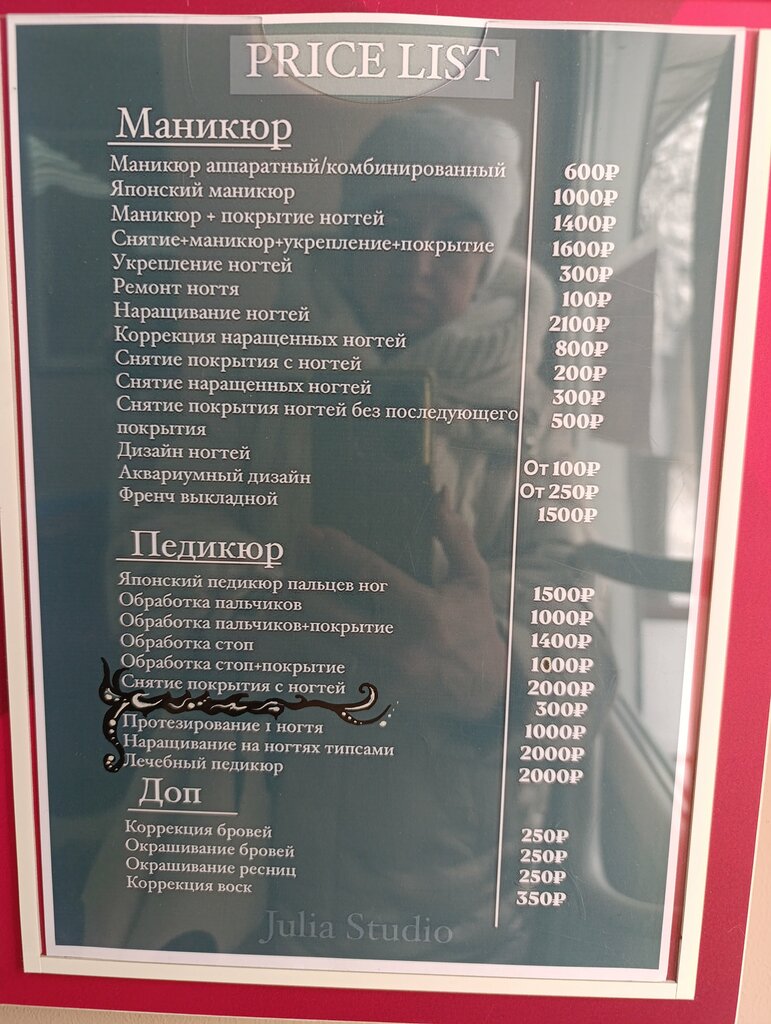 PRICE LIST
Маникюр
Маникюр аппаратный/комбинированный 600₽
Японский маникюр 1000₽
Маникюр + покрытие ногтей 1400₽
Снятие+маникюр+укрепление+покрытие 1600₽
Укрепление ногтей 300₽
Ремонт ногтя 100₽
Наращивание ногтей 2100₽
Коррекция наращенных ногтей 800₽
Снятие покрытия с ногтей 200₽
Снятие наращенных ногтей 300₽
Снятие покрытия ногтей без последующего 500₽
покрытия
Дизайн ногтей От 100₽
Аквариумный дизайн От 250₽
Френч выкладной 1500₽
Педикюр
Японский педикюр пальцев ног 1500₽
Обработка пальчиков 1000₽
Обработка пальчиков+покрытие 1400₽
Обработка стоп 1000₽
Обработка стоп+покрытие 2000₽
Снятие покрытия с ногтей 300₽
Протезирование 1 ногтя 1000₽
Наращивание на ногтях типсами 2000₽
Лечебный педикюр 2000₽
Доп
Коррекция бровей 250₽
Окрашивание бровей 250₽
Окрашивание ресниц 250₽
Коррекция воск 350₽
Julia Studio